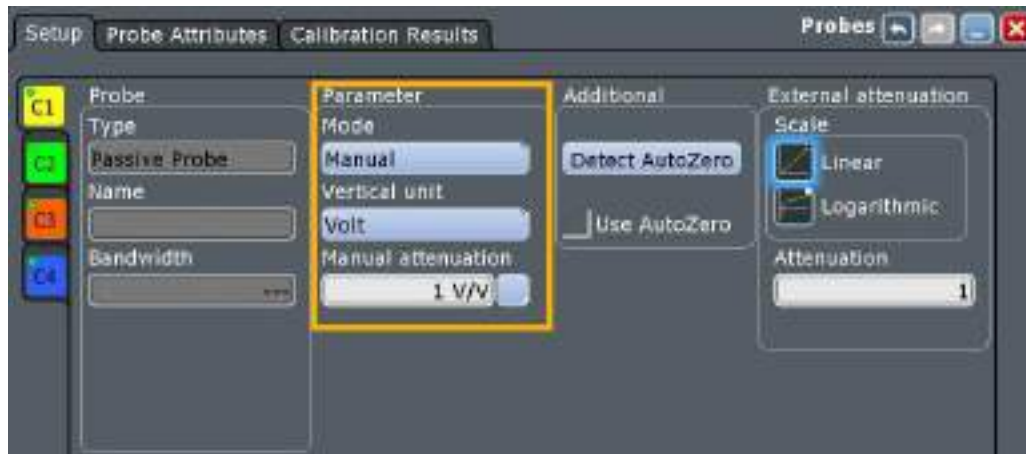 Setup Probe Attributes Calibration Results Probes
C1
C2
C3
C4
Probe
Type
Passive Probe
Name
Bandwidth
---
Parameter
Mode
Manual
Vertical unit
Volt
Manual attenuation
1 V/V
Additional
Detect AutoZero
Use AutoZero
External attenuation
Scale
Linear
Logarithmic
Attenuation
1